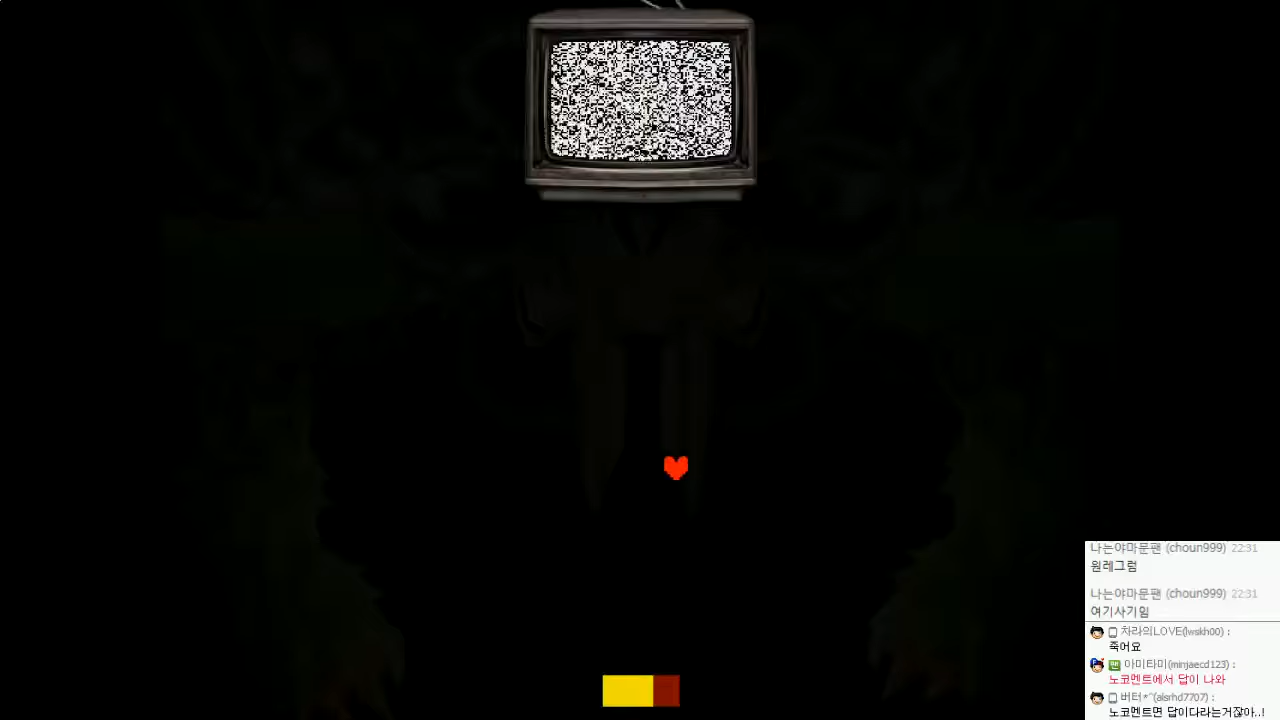 나는야마문팬 (choun999) 22:31
원레그럼
나는야마문팬 (choun999) 22:31
여기사기임
차라의LOVE(lwskh00) :
죽어요
팬 아미타미(minjaecd123) :
노코멘트에서 답이 나와
버터*~(alsrhd7707) :
노코멘트면 답이다라는거잖아..!